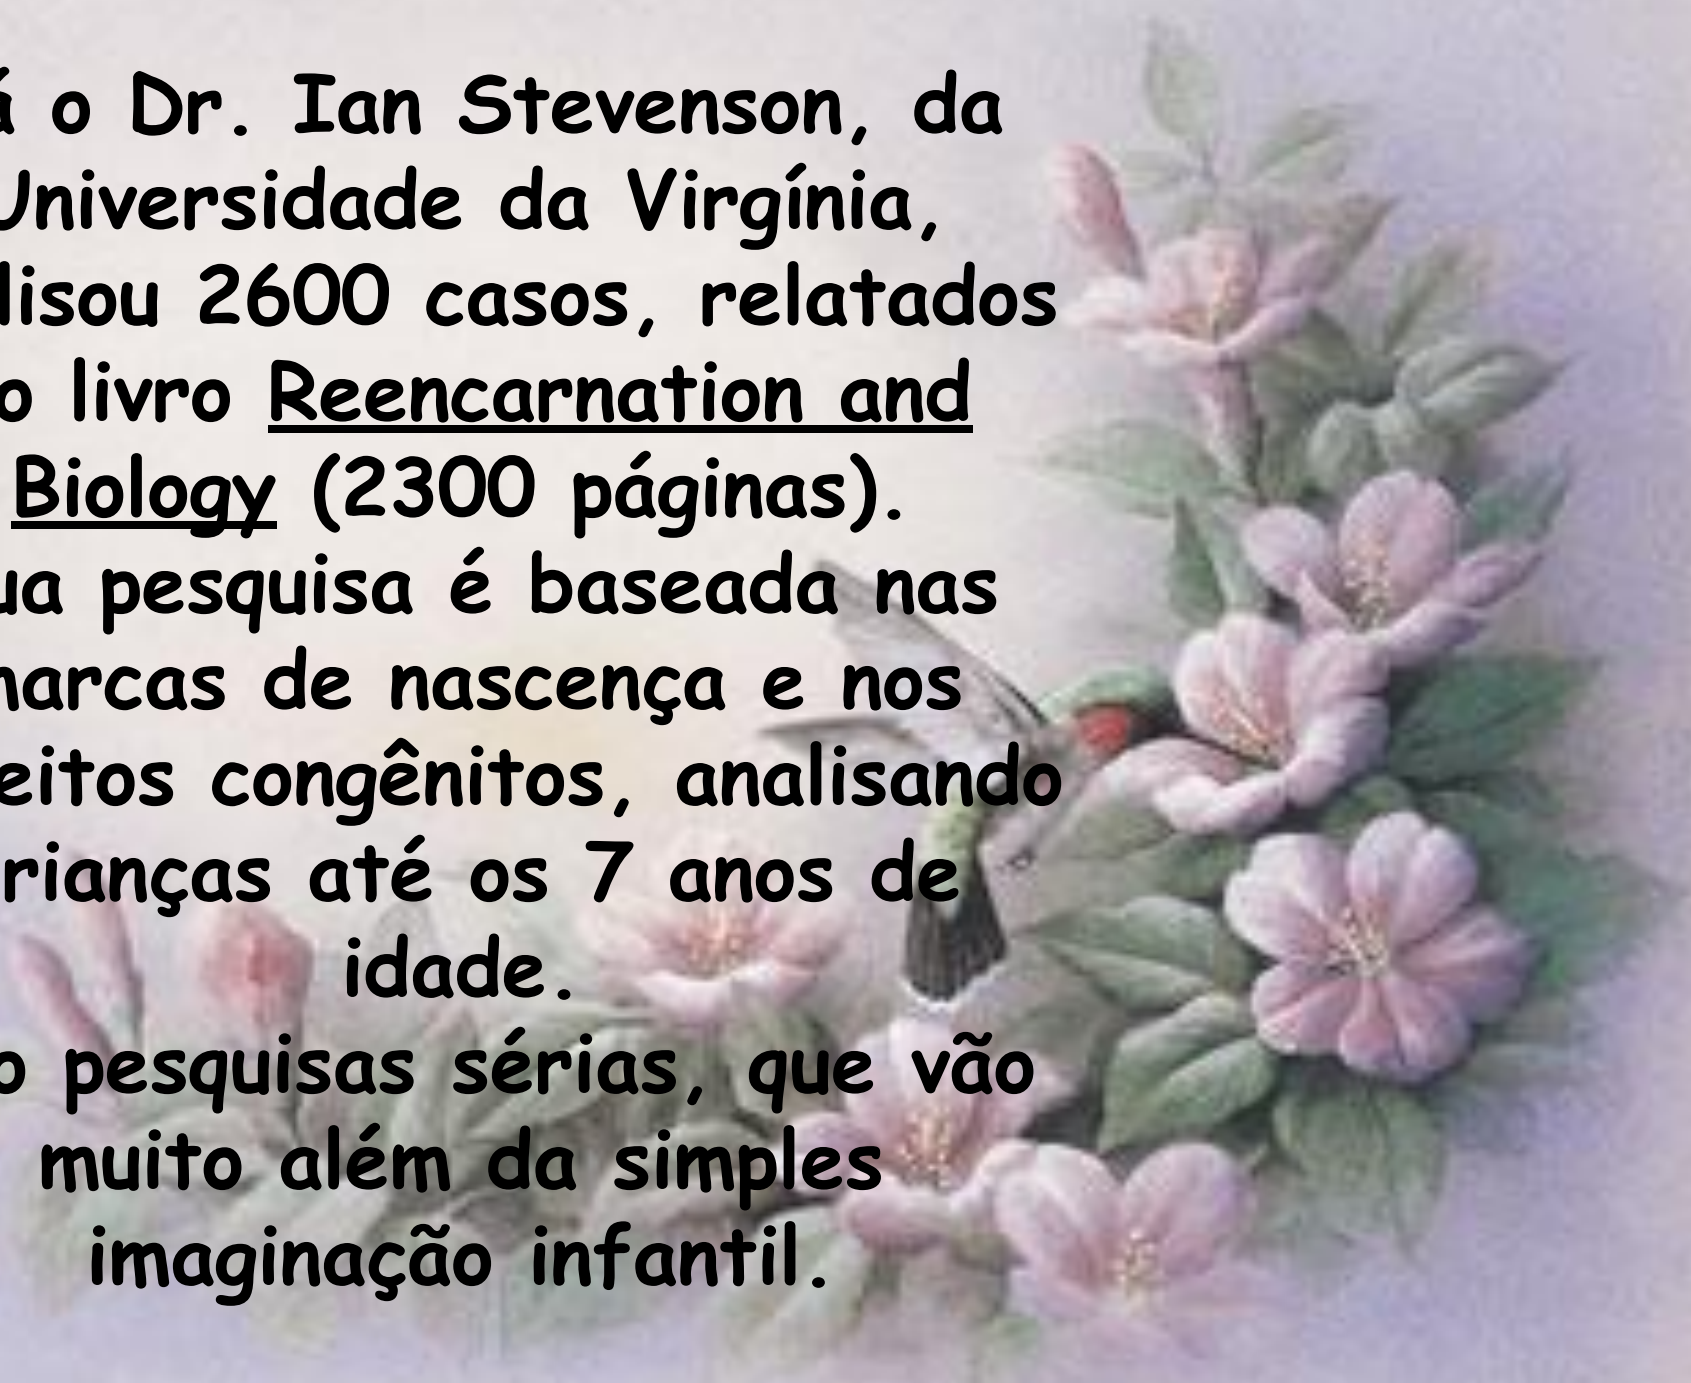 á o Dr. Ian Stevenson, da
Universidade da Virgínia,
lisou 2600 casos, relatados
o livro Reencarnation and
Biology (2300 páginas).
ua pesquisa é baseada nas
marcas de nascença e nos
eitos congênitos, analisando
rianças até os 7 anos de
idade.
o pesquisas sérias, que vão
muito além da simples
imaginação infantil.